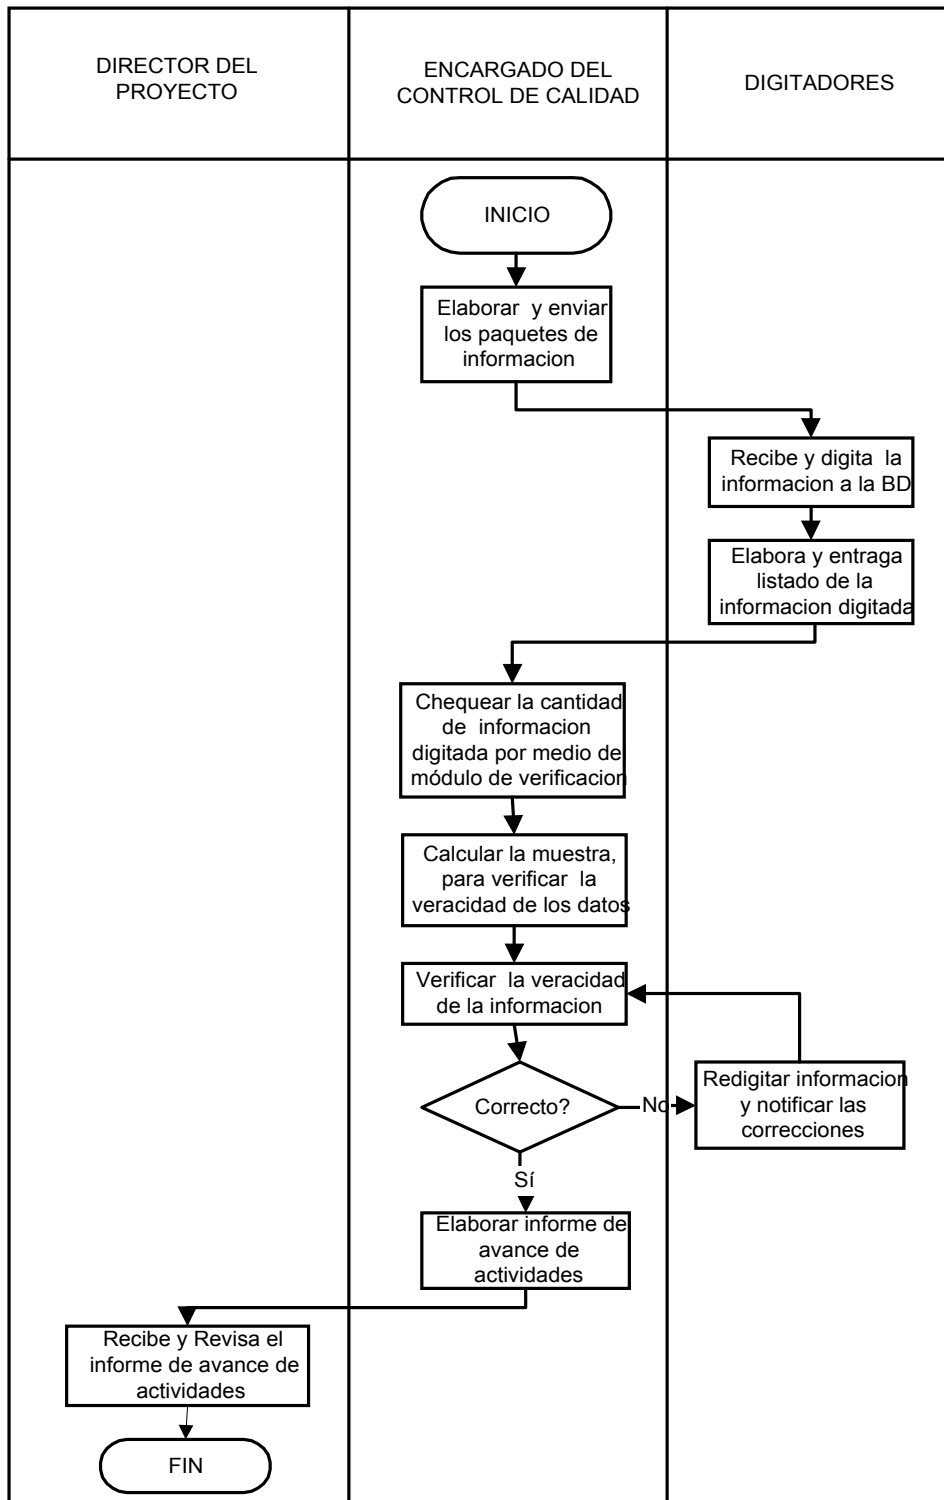 DIRECTOR DEL
PROYECTO
ENCARGADO DEL
CONTROL DE CALIDAD
DIGITADORES
INICIO
Elaborar y enviar
los paquetes de
informacion
Recibe y digita la
informacion a la BD
Elabora y entraga
listado de la
informacion digitada
Chequear la cantidad
de informacion
digitada por medio de
módulo de verificacion
Calcular la muestra,
para verificar la
veracidad de los datos
Verificar la veracidad
de la informacion
Correcto?
No
Redigitar informacion
y notificar las
correcciones
Sí
Elaborar informe de
avance de
actividades
Recibe y Revisa el
informe de avance de
actividades
FIN